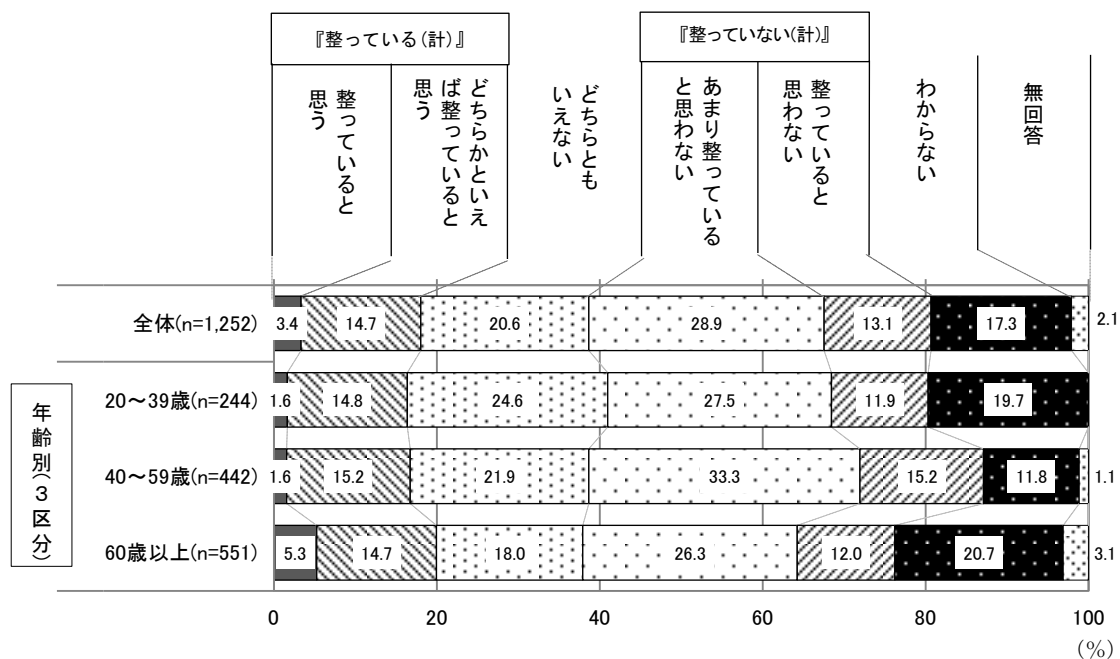 『整っている(計)』
『整っていない(計)』
整っていると
思う
どちらかといえ
ば整っていると
思う
どちらとも
いえない
あまり整っている
と思わない
整っていると
思わない
わからない
無回答
全体(n=1,252)
3.4
14.7
20.6
28.9
13.1
17.3
2.1
年齢別(3区分)
20～39歳(n=244)
1.6
14.8
24.6
27.5
11.9
19.7
40～59歳(n=442)
1.6
15.2
21.9
33.3
15.2
11.8
1.1
60歳以上(n=551)
5.3
14.7
18.0
26.3
12.0
20.7
3.1
0
20
40
60
80
100
(%)